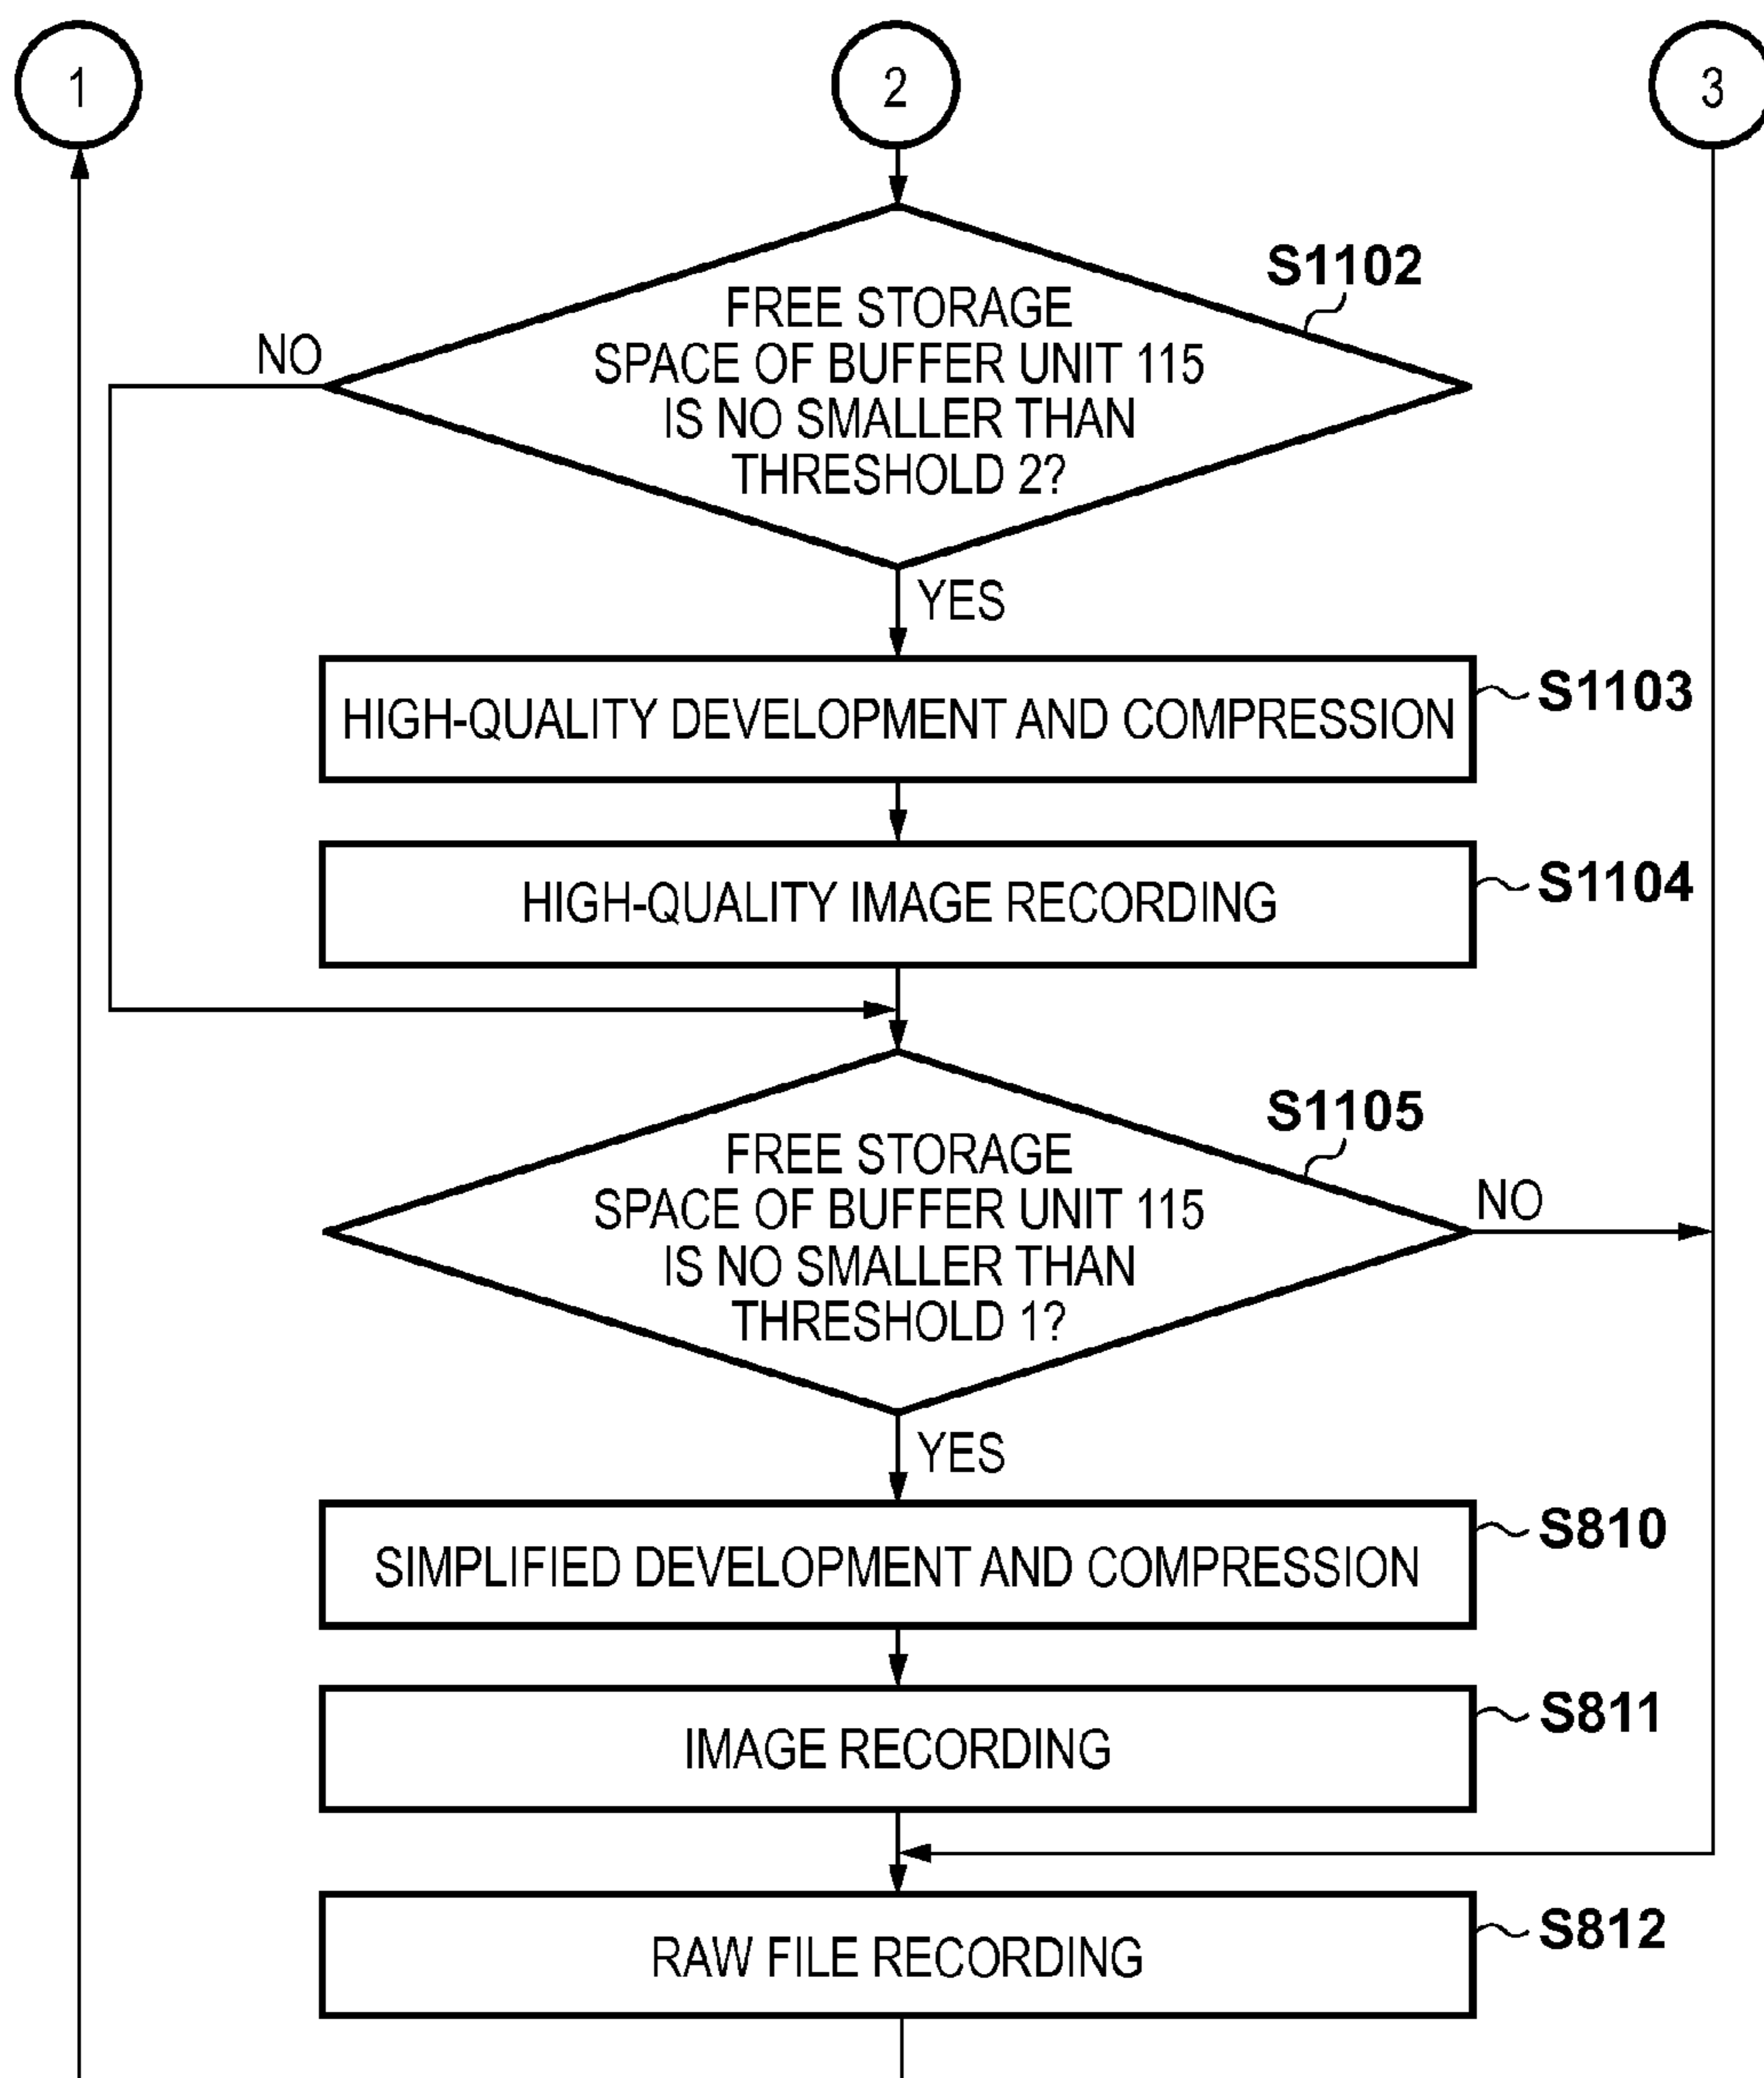 1
2
3
S1102
FREE STORAGE
SPACE OF BUFFER UNIT 115
IS NO SMALLER THAN
THRESHOLD 2?
NO
YES
HIGH-QUALITY DEVELOPMENT AND COMPRESSION
S1103
HIGH-QUALITY IMAGE RECORDING
S1104
S1105
FREE STORAGE
SPACE OF BUFFER UNIT 115
IS NO SMALLER THAN
THRESHOLD 1?
NO
YES
SIMPLIFIED DEVELOPMENT AND COMPRESSION
S810
IMAGE RECORDING
S811
RAW FILE RECORDING
S812